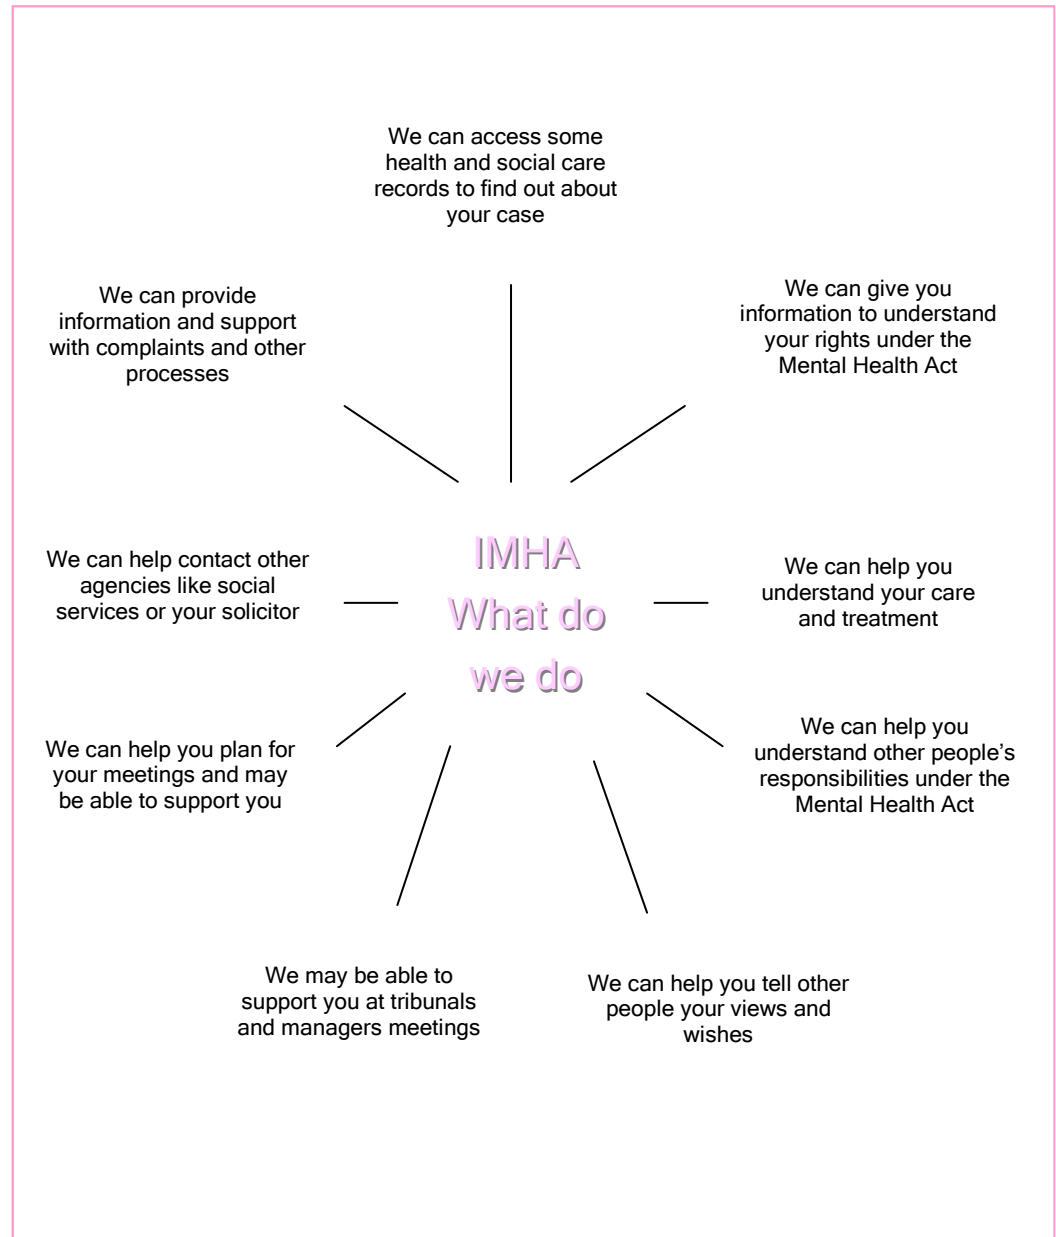 We can access some
health and social care
records to find out about
your case
We can provide
information and support
with complaints and other
processes
We can give you
information to understand
your rights under the
Mental Health Act
IMHA
What do
we do
We can help contact other
agencies like social
services or your solicitor
We can help you
understand your care
and treatment
We can help you plan for
your meetings and may
be able to support you
We can help you
understand other people’s
responsibilities under the
Mental Health Act
We may be able to
support you at tribunals
and managers meetings
We can help you tell other
people your views and
wishes